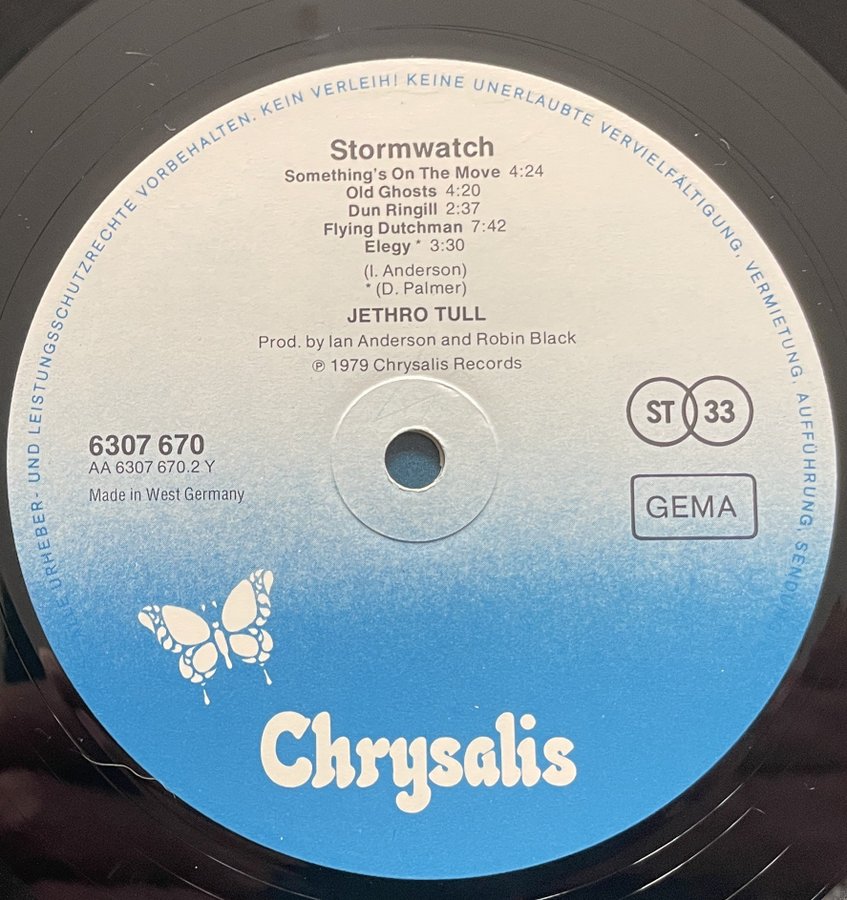 ALLE URHEBER- UND LEISTUNGSSCHUTZRECHTE VORBEHALTEN. KEIN VERLEIH! KEINE UNERLAUBTE VERVIELFÄLTIGUNG, VERMIETUNG, AUFFÜHRUNG,
Stormwatch
Something's On The Move 4:24
Old Ghosts 4:20
Dun Ringill 2:37
Flying Dutchman 7:42
Elegy * 3:30
(I. Anderson)
* (D. Palmer)
JETHRO TULL
Prod. by Ian Anderson and Robin Black
℗ 1979 Chrysalis Records
ST 33
6307 670
AA 6307 670.2 Y
Made in West Germany
GEMA
Chrysalis